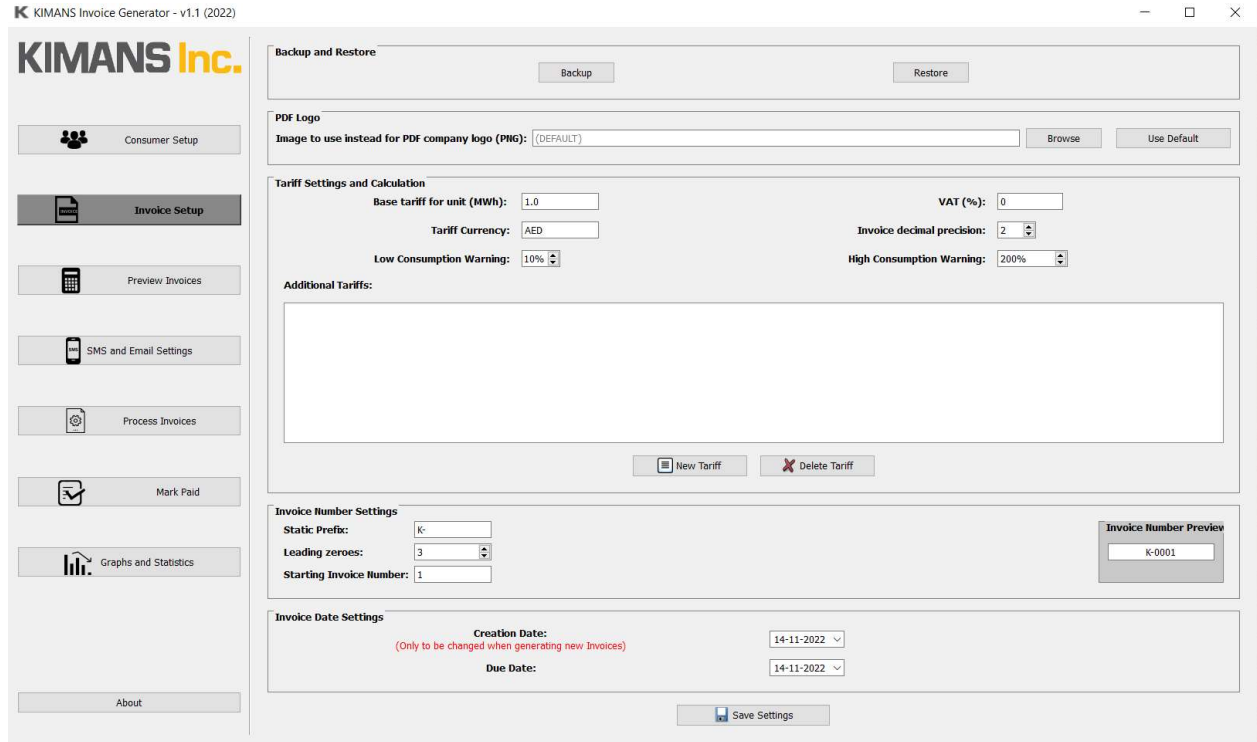 KIMANS Invoice Generator - v1.1 (2022)
KIMANS Inc.
Consumer Setup
Invoice Setup
Preview Invoices
SMS and Email Settings
Process Invoices
Mark Paid
Graphs and Statistics
About
Backup and Restore
Backup
Restore
PDF Logo
Image to use instead for PDF company logo (PNG): (DEFAULT) Browse Use Default
Tariff Settings and Calculation
Base tariff for unit (MWh): 1.0 VAT (%): 0
Tariff Currency: AED Invoice decimal precision: 2
Low Consumption Warning: 10% High Consumption Warning: 200%
Additional Tariffs:
New Tariff Delete Tariff
Invoice Number Settings
Static Prefix: K-
Leading zeroes: 3
Starting Invoice Number: 1
Invoice Number Preview
K-0001
Invoice Date Settings
Creation Date: 14-11-2022
(Only to be changed when generating new Invoices)
Due Date: 14-11-2022
Save Settings